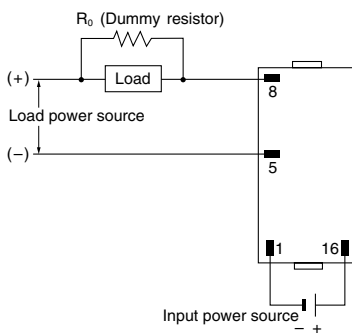 R₀ (Dummy resistor)
(+)
Load
8
Load power source
(−)
5
1
16
Input power source
− +